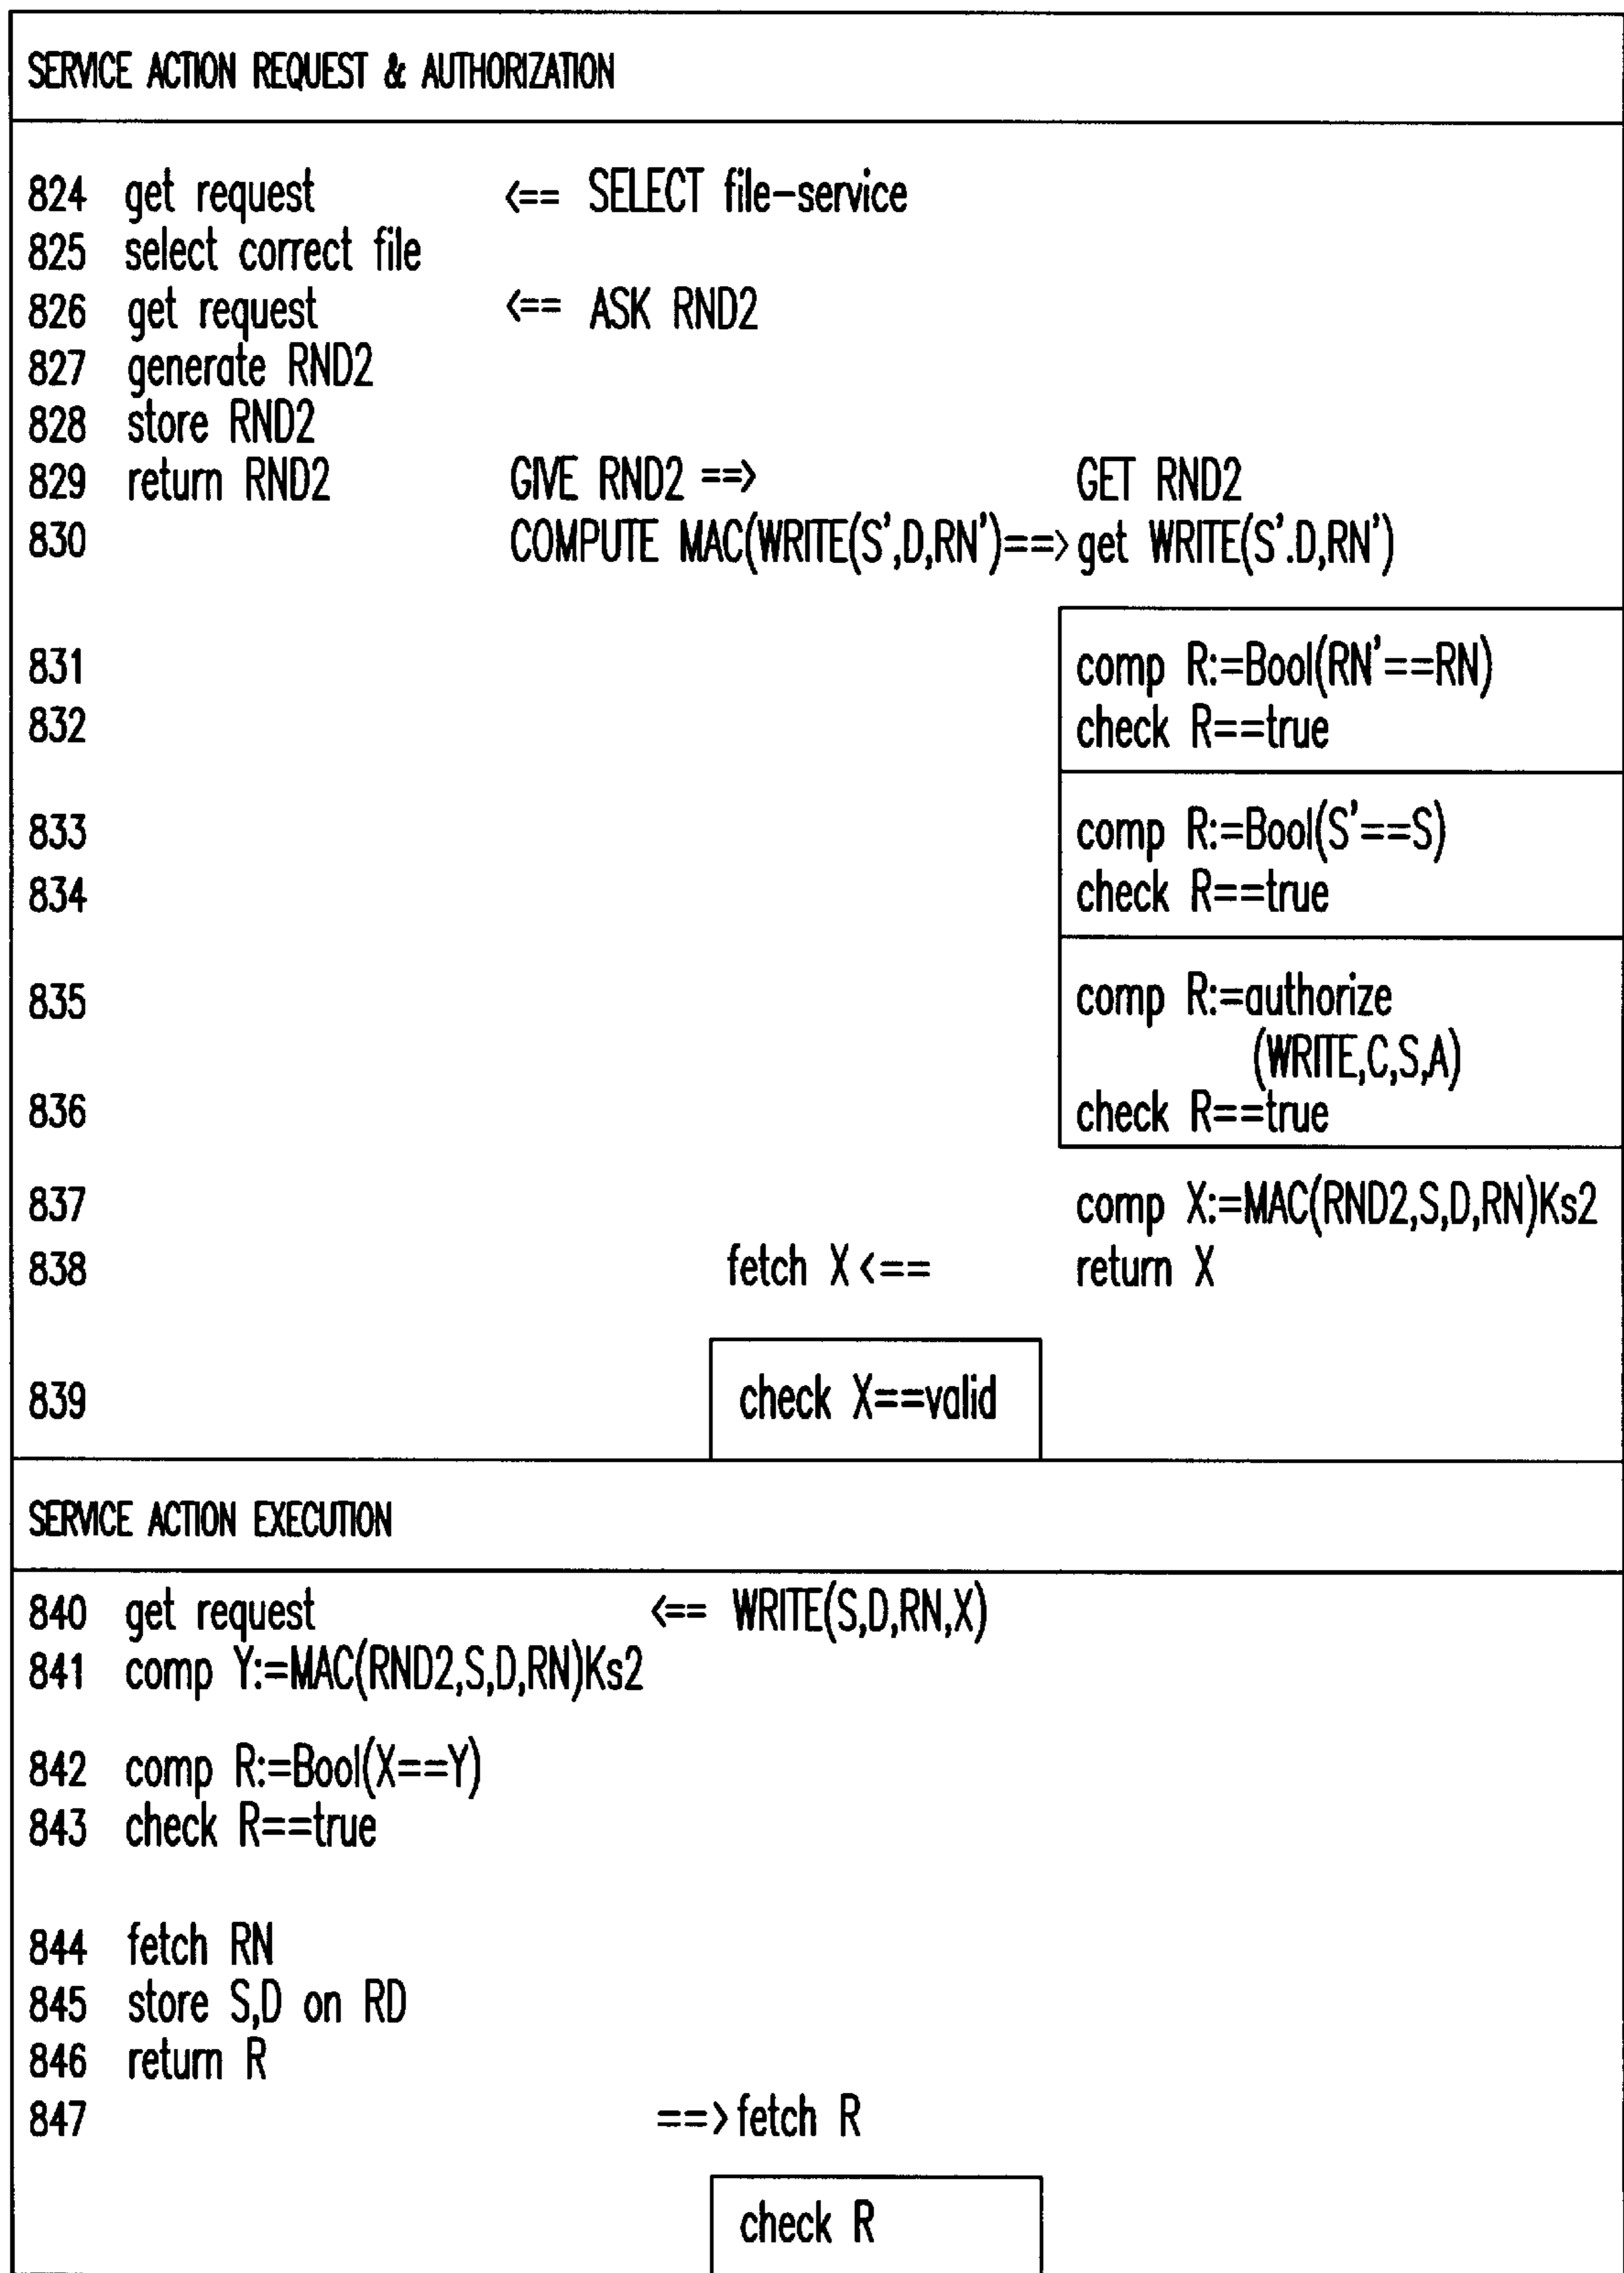 SERVICE ACTION REQUEST & AUTHORIZATION
824 get request <== SELECT file-service
825 select correct file
826 get request <== ASK RND2
827 generate RND2
828 store RND2
829 return RND2 GIVE RND2 ==> GET RND2
830 COMPUTE MAC(WRITE(S',D,RN')==> get WRITE(S'.D,RN')
831 comp R:=Bool(RN'==RN)
832 check R==true
833 comp R:=Bool(S'==S)
834 check R==true
835 comp R:=authorize
(WRITE,C,S,A)
836 check R==true
837 comp X:=MAC(RND2,S,D,RN)Ks2
838 fetch X <== return X
839 check X==valid
SERVICE ACTION EXECUTION
840 get request <== WRITE(S,D,RN,X)
841 comp Y:=MAC(RND2,S,D,RN)Ks2
842 comp R:=Bool(X==Y)
843 check R==true
844 fetch RN
845 store S,D on RD
846 return R
847 ==> fetch R
check R